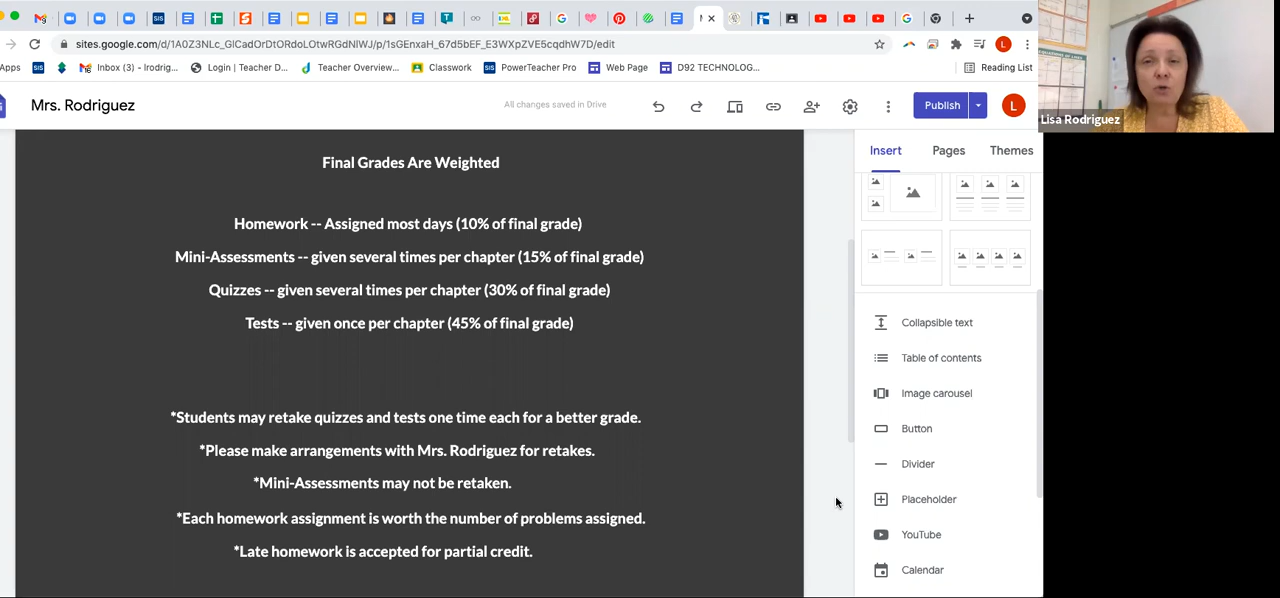 sites.google.com/d/1A0Z3NLc_GlCadOrDtORdoLOtwRGdNlWJ/p/1sGEnxaH_67d5bEF_E3WXpZVE5cqdhW7D/edit
Apps
Inbox (3) - lrodrig...
Login | Teacher D...
Teacher Overview...
Classwork
SIS
PowerTeacher Pro
Web Page
D92 TECHNOLOG...
Reading List
Mrs. Rodriguez
All changes saved in Drive
Publish
L
Lisa Rodriguez
Insert
Pages
Themes
Final Grades Are Weighted
Homework -- Assigned most days (10% of final grade)
Mini-Assessments -- given several times per chapter (15% of final grade)
Quizzes -- given several times per chapter (30% of final grade)
Tests -- given once per chapter (45% of final grade)
*Students may retake quizzes and tests one time each for a better grade.
*Please make arrangements with Mrs. Rodriguez for retakes.
*Mini-Assessments may not be retaken.
*Each homework assignment is worth the number of problems assigned.
*Late homework is accepted for partial credit.
Collapsible text
Table of contents
Image carousel
Button
Divider
Placeholder
YouTube
Calendar